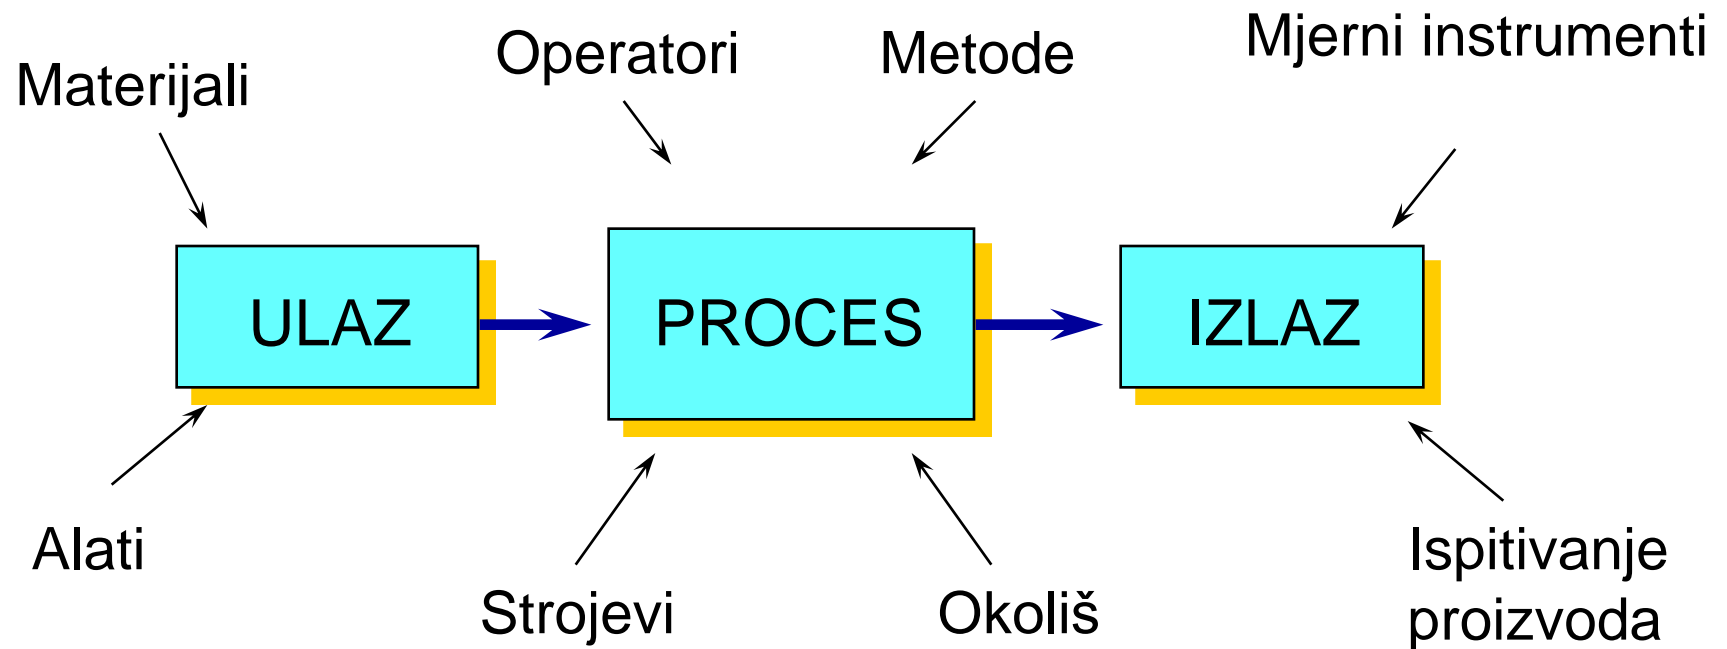 Materijali
Operatori
Metode
Mjerni instrumenti
ULAZ
PROCES
IZLAZ
Alati
Strojevi
Okoliš
Ispitivanje
proizvoda